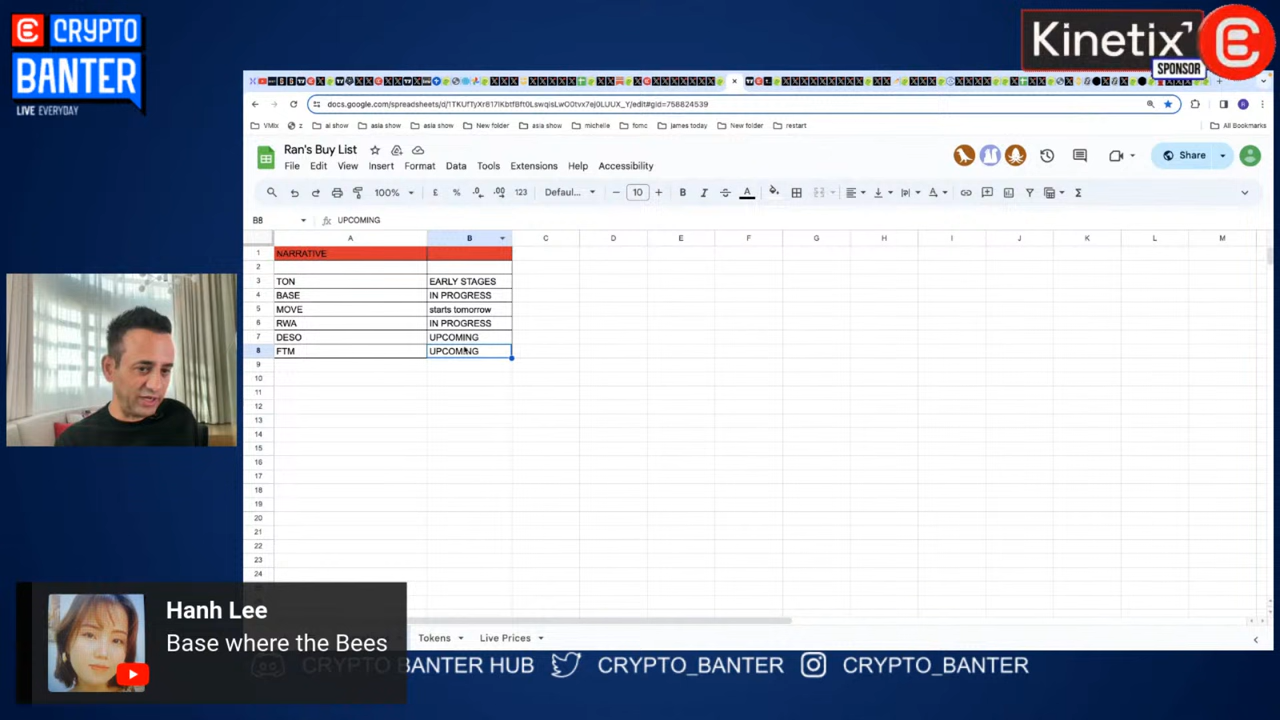 CRYPTO
BANTER
LIVE EVERYDAY
Kinetix
SPONSOR
docs.google.com/spreadsheets/d/
VMix
z
ai show
asia show
asia show
New folder
asia show
michelle
fomc
james today
New folder
restart
All Bookmarks
Ran's Buy List
File Edit View Insert Format Data Tools Extensions Help Accessibility
Share
100%
£ % .0 .00 123
Defaul...
10
B I A
B8 fx UPCOMING
A B C D E F G H I J K L M
1 NARRATIVE
2
3 TON EARLY STAGES
4 BASE IN PROGRESS
5 MOVE starts tomorrow
6 RWA IN PROGRESS
7 DESO UPCOMING
8 FTM UPCOMING
9
10
11
12
13
14
15
16
17
18
19
20
21
22
23
24
Tokens
Live Prices
Hanh Lee
Base where the Bees
CRYPTO BANTER HUB
CRYPTO_BANTER
CRYPTO_BANTER